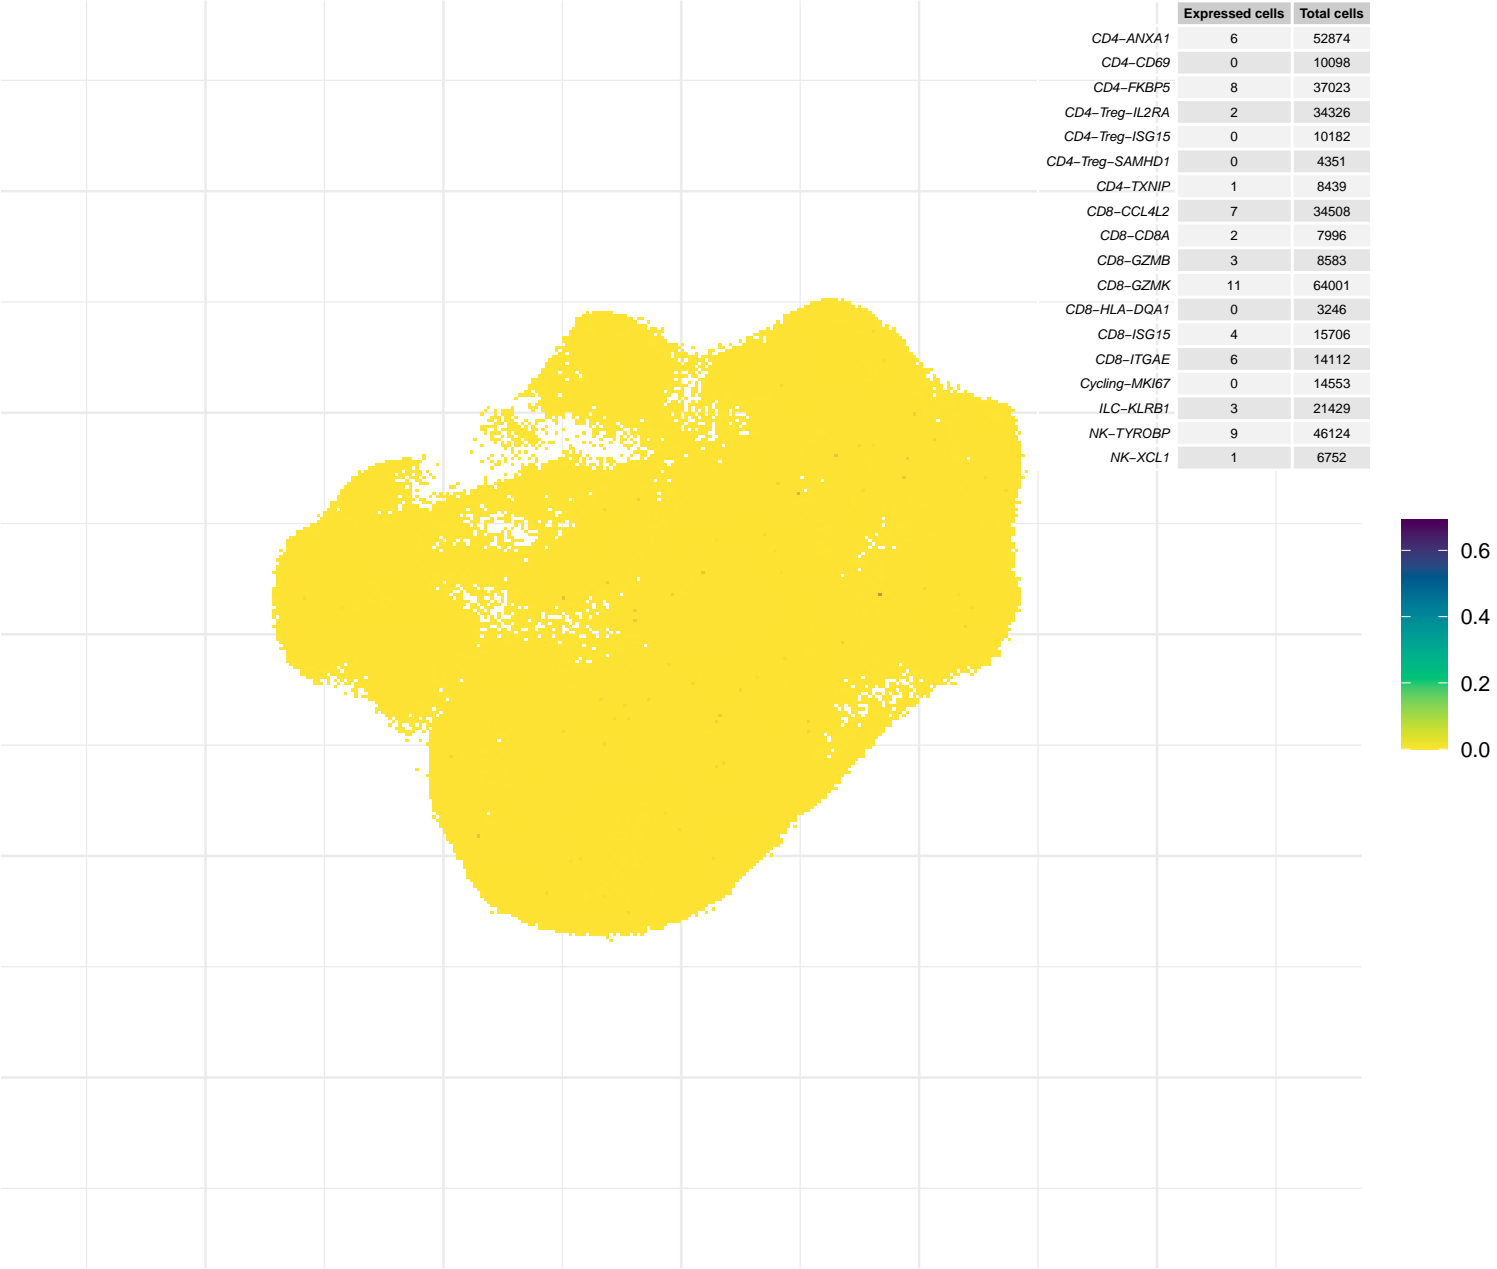 Expressed cells Total cells
CD4−ANXA1 6 52874
CD4−CD69 0 10098
CD4−FKBP5 8 37023
CD4−Treg−IL2RA 2 34326
CD4−Treg−ISG15 0 10182
CD4−Treg−SAMHD1 0 4351
CD4−TXNIP 1 8439
CD8−CCL4L2 7 34508
CD8−CD8A 2 7996
CD8−GZMB 3 8583
CD8−GZMK 11 64001
CD8−HLA−DQA1 0 3246
CD8−ISG15 4 15706
CD8−ITGAE 6 14112
Cycling−MKI67 0 14553
ILC−KLRB1 3 21429
NK−TYROBP 9 46124
NK−XCL1 1 6752
0.6
0.4
0.2
0.0